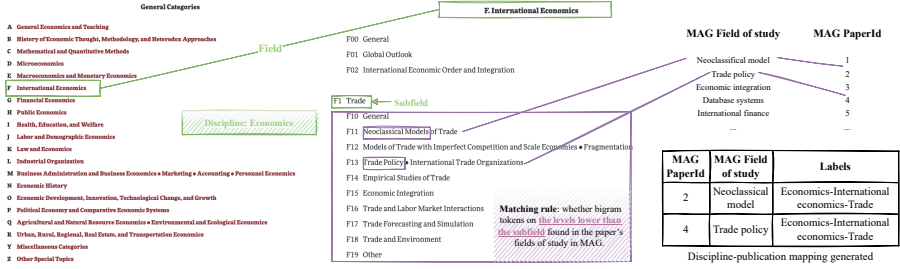 General Categories
A General Economics and Teaching
B History of Economic Thought, Methodology, and Heterodox Approaches
C Mathematical and Quantitative Methods
D Microeconomics
E Macroeconomics and Monetary Economics
F International Economics
G Financial Economics
H Public Economics
I Health, Education, and Welfare
J Labor and Demographic Economics
K Law and Economics
L Industrial Organization
M Business Administration and Business Economics • Marketing • Accounting • Personnel Economics
N Economic History
O Economic Development, Innovation, Technological Change, and Growth
P Political Economy and Comparative Economic Systems
Q Agricultural and Natural Resource Economics • Environmental and Ecological Economics
R Urban, Rural, Regional, Real Estate, and Transportation Economics
Y Miscellaneous Categories
Z Other Special Topics
Field
Discipline: Economics
F. International Economics
F00 General
F01 Global Outlook
F02 International Economic Order and Integration
F1 Trade
Subfield
F10 General
F11 Neoclassical Models of Trade
F12 Models of Trade with Imperfect Competition and Scale Economies • Fragmentation
F13 Trade Policy • International Trade Organizations
F14 Empirical Studies of Trade
F15 Economic Integration
F16 Trade and Labor Market Interactions
F17 Trade Forecasting and Simulation
F18 Trade and Environment
F19 Other
Matching rule: whether bigram
tokens on the levels lower than
the subfield found in the paper's
fields of study in MAG.
MAG Field of study MAG PaperId
Neoclassifical model 1
Trade policy 2
Economic integration 3
Database systems 4
International finance 5
... ...
MAG PaperId MAG Field of study Labels
2 Neoclassical model Economics-International economics-Trade
4 Trade policy Economics-International economics-Trade
Discipline-publication mapping generated